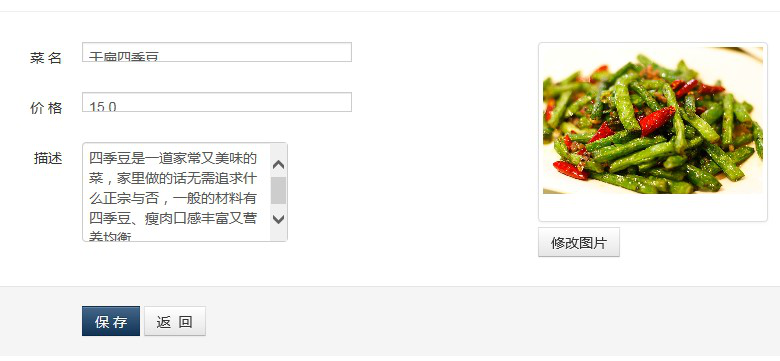 菜 名
干扁四季豆
价 格
15.0
描述
四季豆是一道家常又美味的
菜，家里做的话无需追求什
么正宗与否，一般的材料有
四季豆、瘦肉口感丰富又营
养均衡
修改图片
保 存
返 回